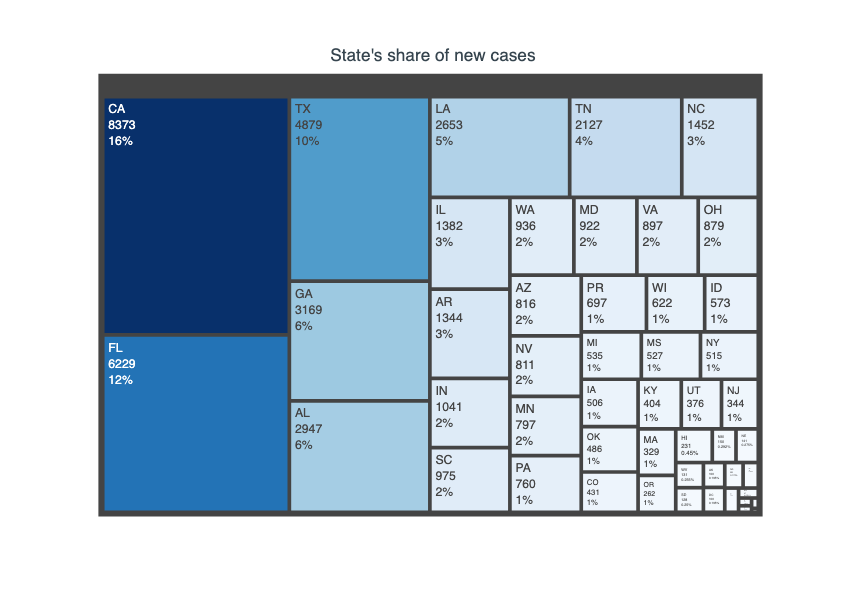 State's share of new cases
CA
8373
16%
FL
6229
12%
TX
4879
10%
GA
3169
6%
AL
2947
6%
LA
2653
5%
TN
2127
4%
NC
1452
3%
IL
1382
3%
AR
1344
3%
IN
1041
2%
SC
975
2%
WA
936
2%
MD
922
2%
VA
897
2%
OH
879
2%
AZ
816
2%
NV
811
2%
MN
797
2%
PA
760
1%
PR
697
1%
WI
622
1%
ID
573
1%
MI
535
1%
MS
527
1%
NY
515
1%
IA
506
1%
OK
486
1%
CO
431
1%
KY
404
1%
UT
376
1%
NJ
344
1%
MA
329
1%
OR
262
1%
HI
231
0.45%